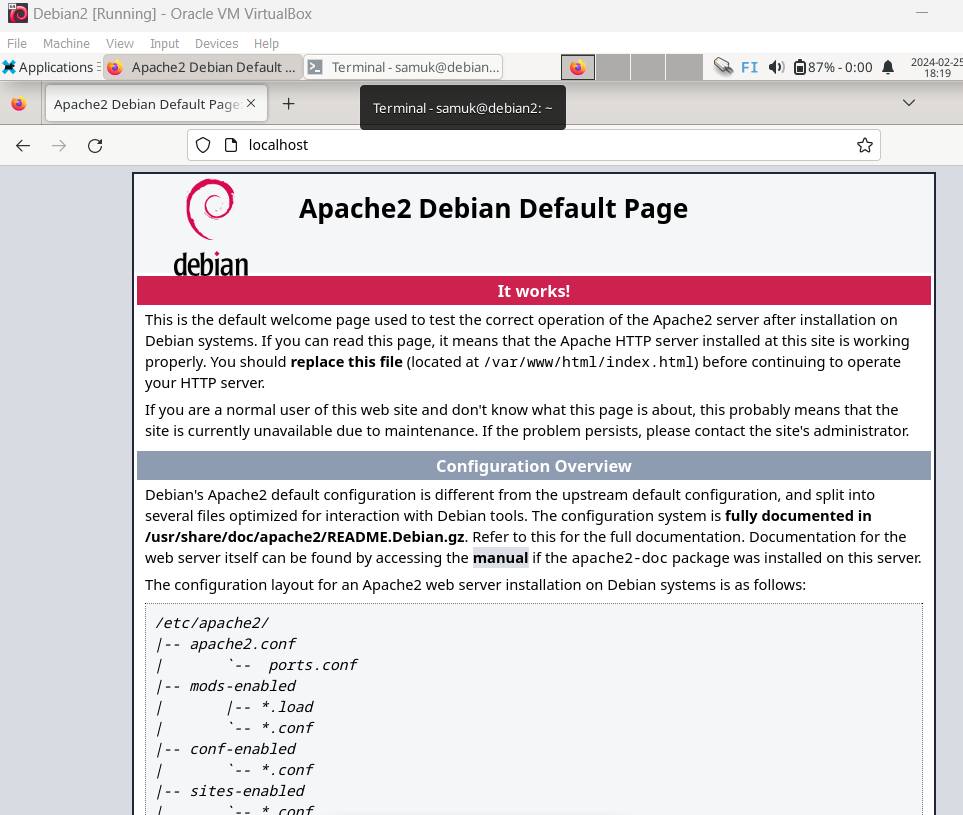 Debian2 [Running] - Oracle VM VirtualBox
File Machine View Input Devices Help
Applications Apache2 Debian Default ... Terminal - samuk@debian... FI 87% - 0:00 2024-02-25
18:19
Apache2 Debian Default Page: Terminal - samuk@debian2: ~
localhost
Apache2 Debian Default Page
debian
It works!
This is the default welcome page used to test the correct operation of the Apache2 server after installation on
Debian systems. If you can read this page, it means that the Apache HTTP server installed at this site is working
properly. You should replace this file (located at /var/www/html/index.html) before continuing to operate
your HTTP server.
If you are a normal user of this web site and don't know what this page is about, this probably means that the
site is currently unavailable due to maintenance. If the problem persists, please contact the site's administrator.
Configuration Overview
Debian's Apache2 default configuration is different from the upstream default configuration, and split into
several files optimized for interaction with Debian tools. The configuration system is fully documented in
/usr/share/doc/apache2/README.Debian.gz. Refer to this for the full documentation. Documentation for the
web server itself can be found by accessing the manual if the apache2-doc package was installed on this server.
The configuration layout for an Apache2 web server installation on Debian systems is as follows:
/etc/apache2/
|-- apache2.conf
|       `--  ports.conf
|-- mods-enabled
|       |-- *.load
|       `-- *.conf
|-- conf-enabled
|       `-- *.conf
|-- sites-enabled
|       `-- *.conf